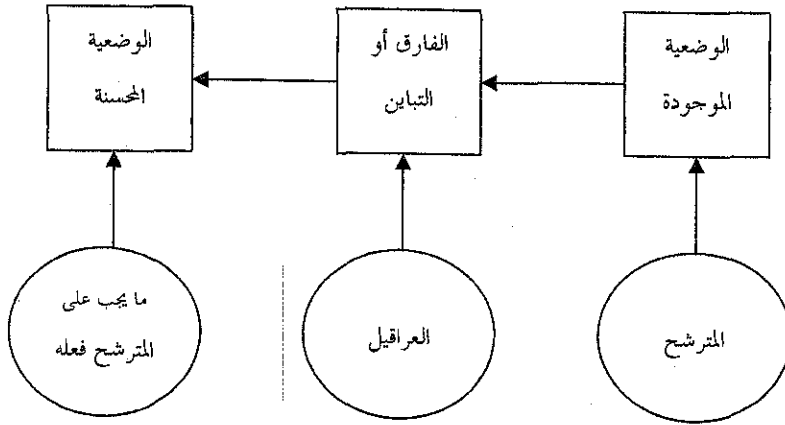 الوضعية
الموجودة
الفارق أو
التباين
الوضعية
المحسنة
المترشح
العراقيل
ما يجب على
المترشح فعله